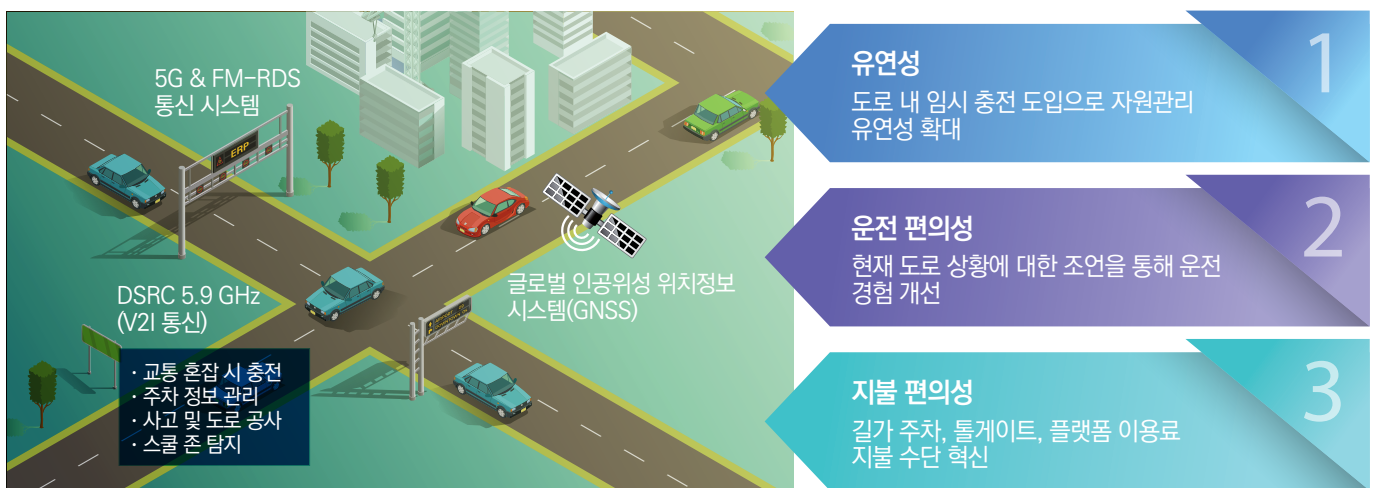 5G & FM-RDS
통신 시스템
ERP
글로벌 인공위성 위치정보
시스템(GNSS)
DSRC 5.9 GHz
(V2I 통신)
· 교통 혼잡 시 충전
· 주차 정보 관리
· 사고 및 도로 공사
· 스쿨 존 탐지
1
유연성
도로 내 임시 충전 도입으로 자원관리
유연성 확대
2
운전 편의성
현재 도로 상황에 대한 조언을 통해 운전
경험 개선
3
지불 편의성
길가 주차, 톨게이트, 플랫폼 이용료
지불 수단 혁신